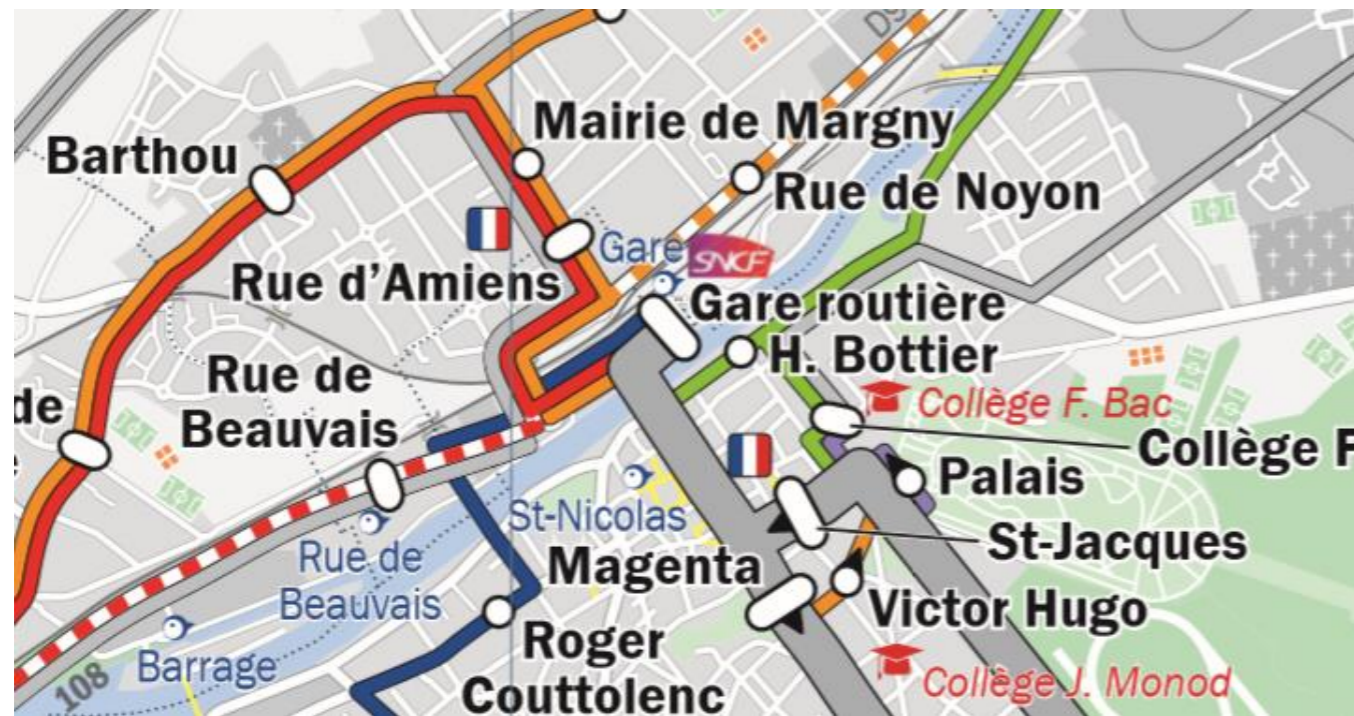 D9
Mairie de Margny
Barthou
Rue de Noyon
Gare
SNCF
Rue d'Amiens
Gare routière
H. Bottier
Rue de
Beauvais
de
Collège F. Bac
Collège F
Palais
St-Nicolas
St-Jacques
Magenta
Rue de
Beauvais
Victor Hugo
Roger
Couttolenc
Barrage
108
Collège J. Monod